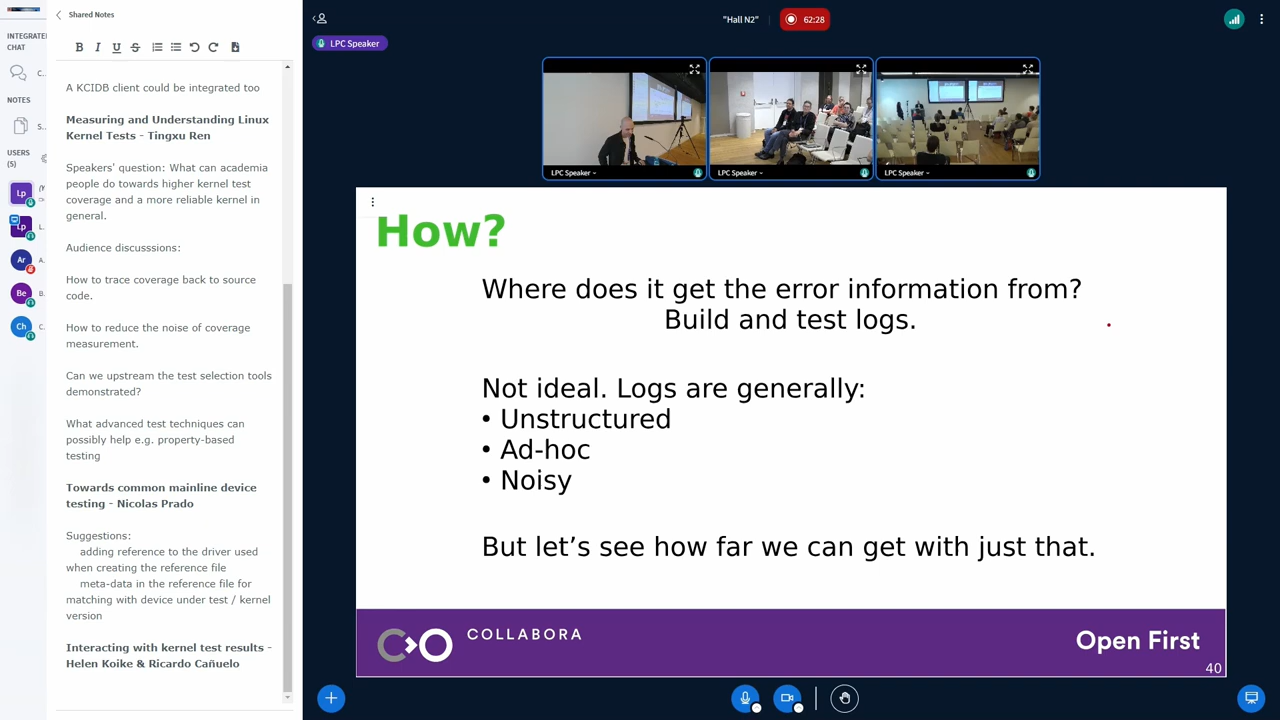 Shared Notes
INTEGRATE
CHAT
C...
NOTES
S...
USERS
(5)
Lp
Lp
L...
Ar
A...
Be
B...
Ch
C...
B I U S
A KCIDB client could be integrated too
Measuring and Understanding Linux
Kernel Tests - Tingxu Ren
Speakers' question: What can academia
people do towards higher kernel test
coverage and a more reliable kernel in
general.
Audience discusssions:
How to trace coverage back to source
code.
How to reduce the noise of coverage
measurement.
Can we upstream the test selection tools
demonstrated?
What advanced test techniques can
possibly help e.g. property-based
testing
Towards common mainline device
testing - Nicolas Prado
Suggestions:
adding reference to the driver used
when creating the reference file
meta-data in the reference file for
matching with device under test / kernel
version
Interacting with kernel test results -
Helen Koike & Ricardo Cañuelo
"Hall N2"
62:28
LPC Speaker
LPC Speaker
LPC Speaker
LPC Speaker
How?
Where does it get the error information from?
Build and test logs.
Not ideal. Logs are generally:
• Unstructured
• Ad-hoc
• Noisy
But let's see how far we can get with just that.
COLLABORA
Open First
40